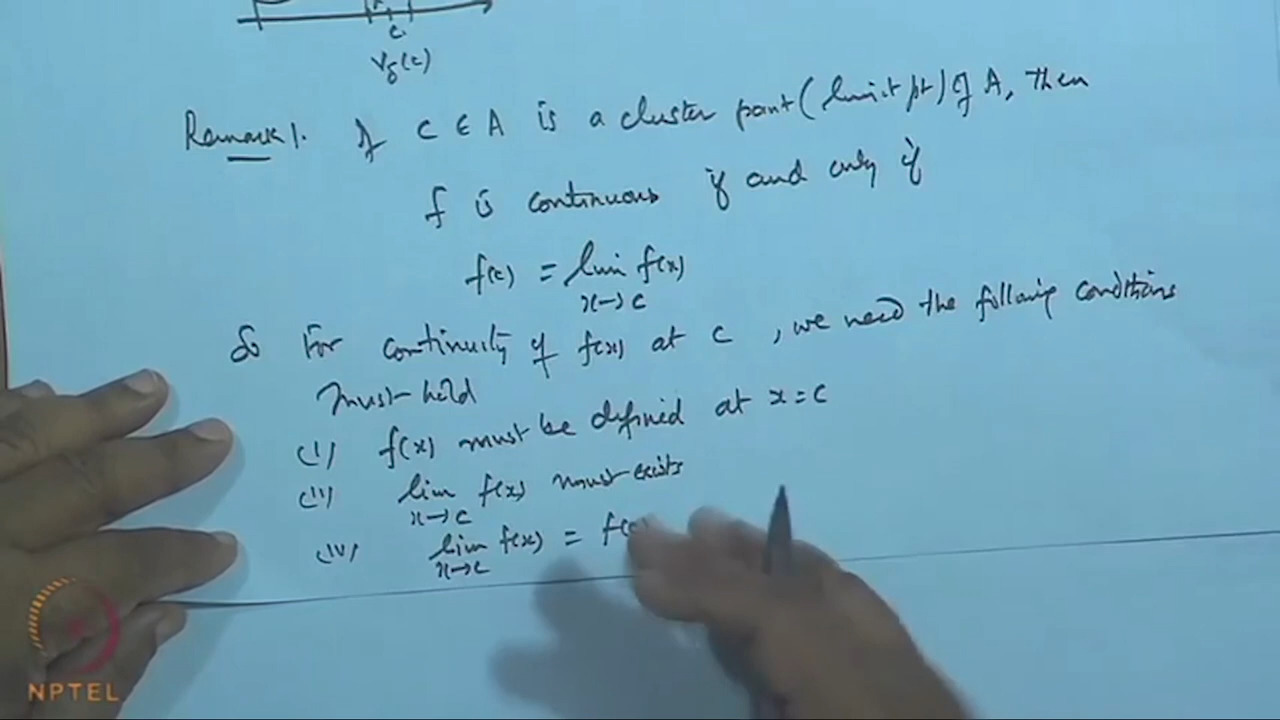 c
V_δ(c)
Remark 1. If c ∈ A is a cluster point (limit pt) of A, then
f is continuous if and only if
f(c) = lim f(x)
x→c
So For continuity of f(x) at c, we need the following conditions
must hold
(i) f(x) must be defined at x=c
(ii) lim f(x) must exists
x→c
(iv) lim f(x) = f(c)
x→c
NPTEL